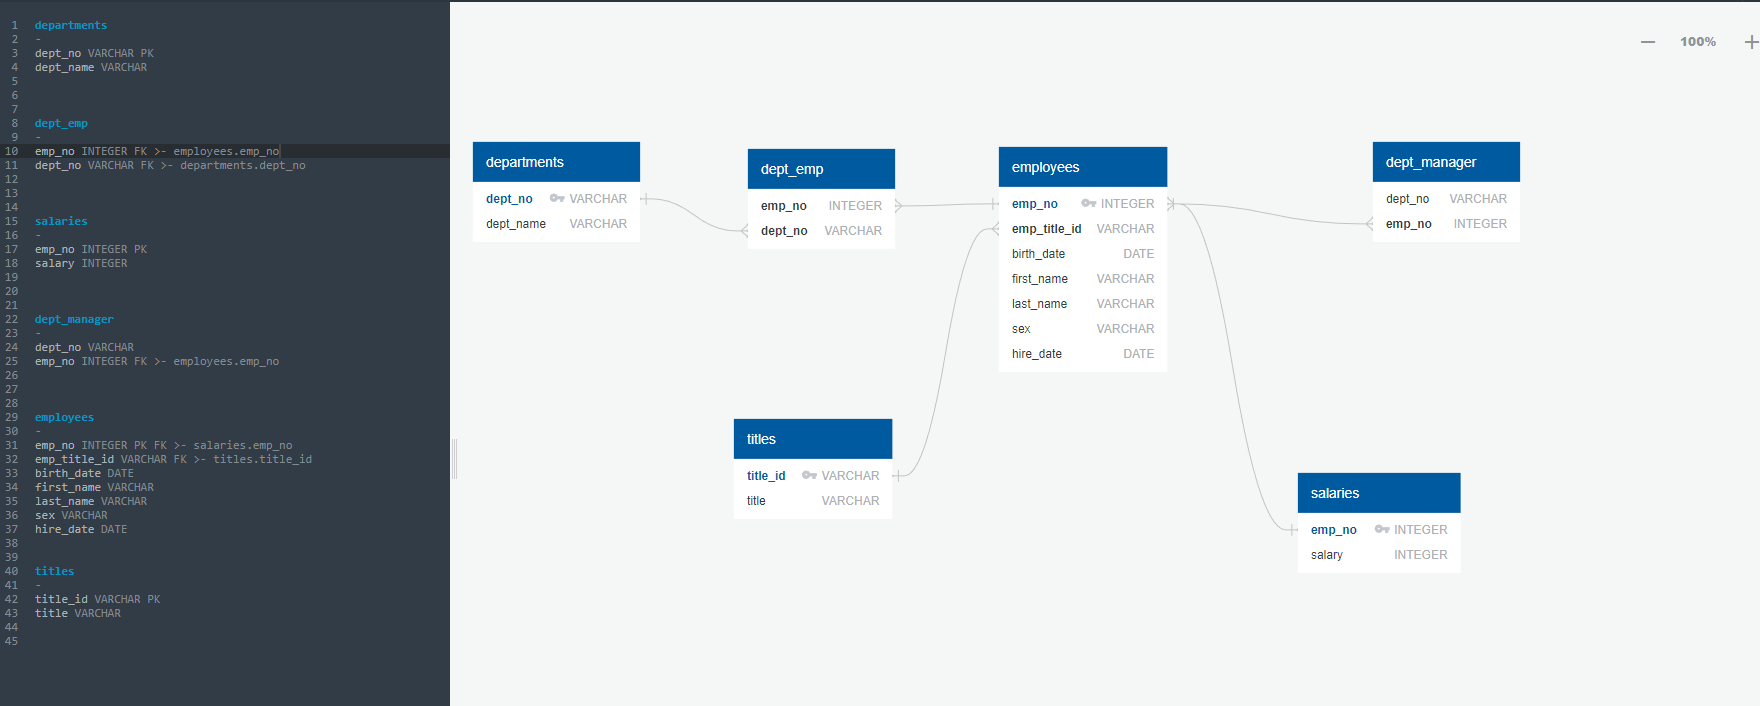 1 departments
2 -
3 dept_no VARCHAR PK
4 dept_name VARCHAR
5
6
7
8 dept_emp
9 -
10 emp_no INTEGER FK >- employees.emp_no
11 dept_no VARCHAR FK >- departments.dept_no
12
13
14
15 salaries
16 -
17 emp_no INTEGER PK
18 salary INTEGER
19
20
21
22 dept_manager
23 -
24 dept_no VARCHAR
25 emp_no INTEGER FK >- employees.emp_no
26
27
28
29 employees
30 -
31 emp_no INTEGER PK FK >- salaries.emp_no
32 emp_title_id VARCHAR FK >- titles.title_id
33 birth_date DATE
34 first_name VARCHAR
35 last_name VARCHAR
36 sex VARCHAR
37 hire_date DATE
38
39
40 titles
41 -
42 title_id VARCHAR PK
43 title VARCHAR
44
45
100%
departments
dept_no VARCHAR
dept_name VARCHAR
dept_emp
emp_no INTEGER
dept_no VARCHAR
employees
emp_no INTEGER
emp_title_id VARCHAR
birth_date DATE
first_name VARCHAR
last_name VARCHAR
sex VARCHAR
hire_date DATE
dept_manager
dept_no VARCHAR
emp_no INTEGER
titles
title_id VARCHAR
title VARCHAR
salaries
emp_no INTEGER
salary INTEGER